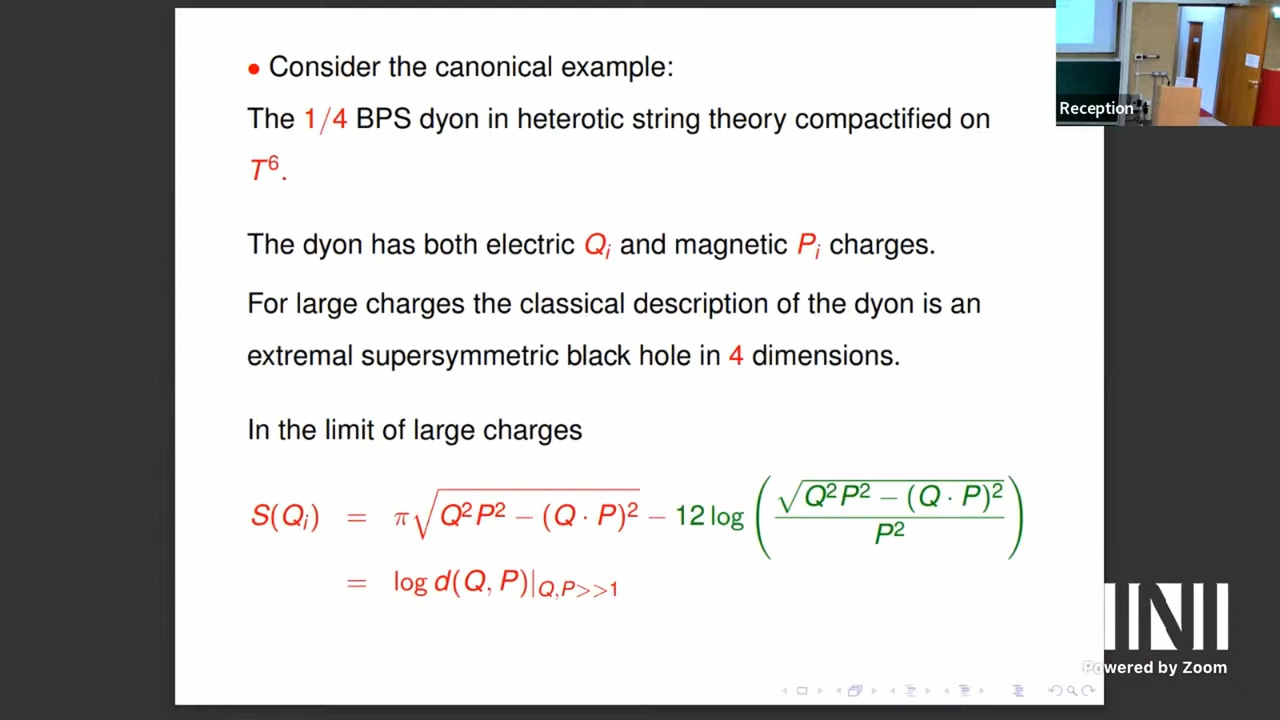 • Consider the canonical example:
The 1/4 BPS dyon in heterotic string theory compactified on
T⁶.
The dyon has both electric Qᵢ and magnetic Pᵢ charges.
For large charges the classical description of the dyon is an
extremal supersymmetric black hole in 4 dimensions.
In the limit of large charges
S(Qᵢ) = π√(Q²P² − (Q · P)²) − 12 log (√(Q²P² − (Q · P)²) / P²)
= log d(Q, P)|Q,P>>1
Reception
Powered by Zoom